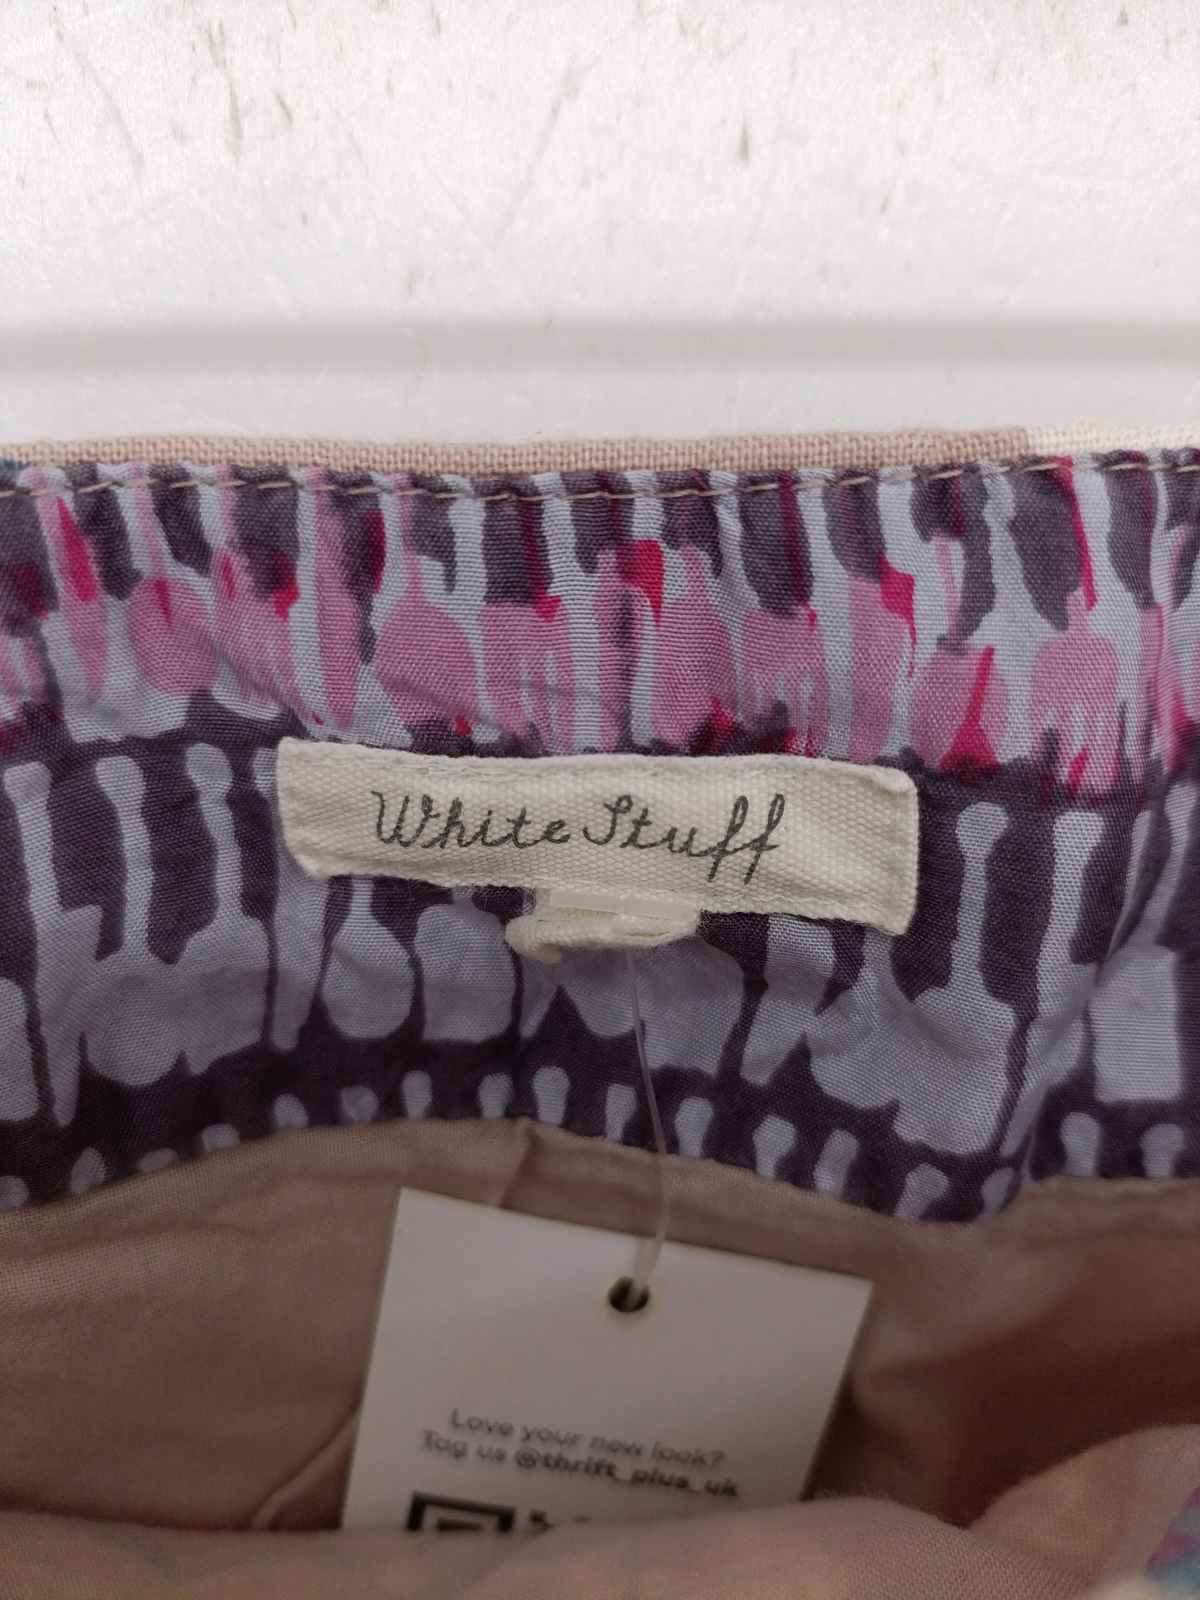 White Stuff
Love your new look?
Tag us @thrift_plus_uk